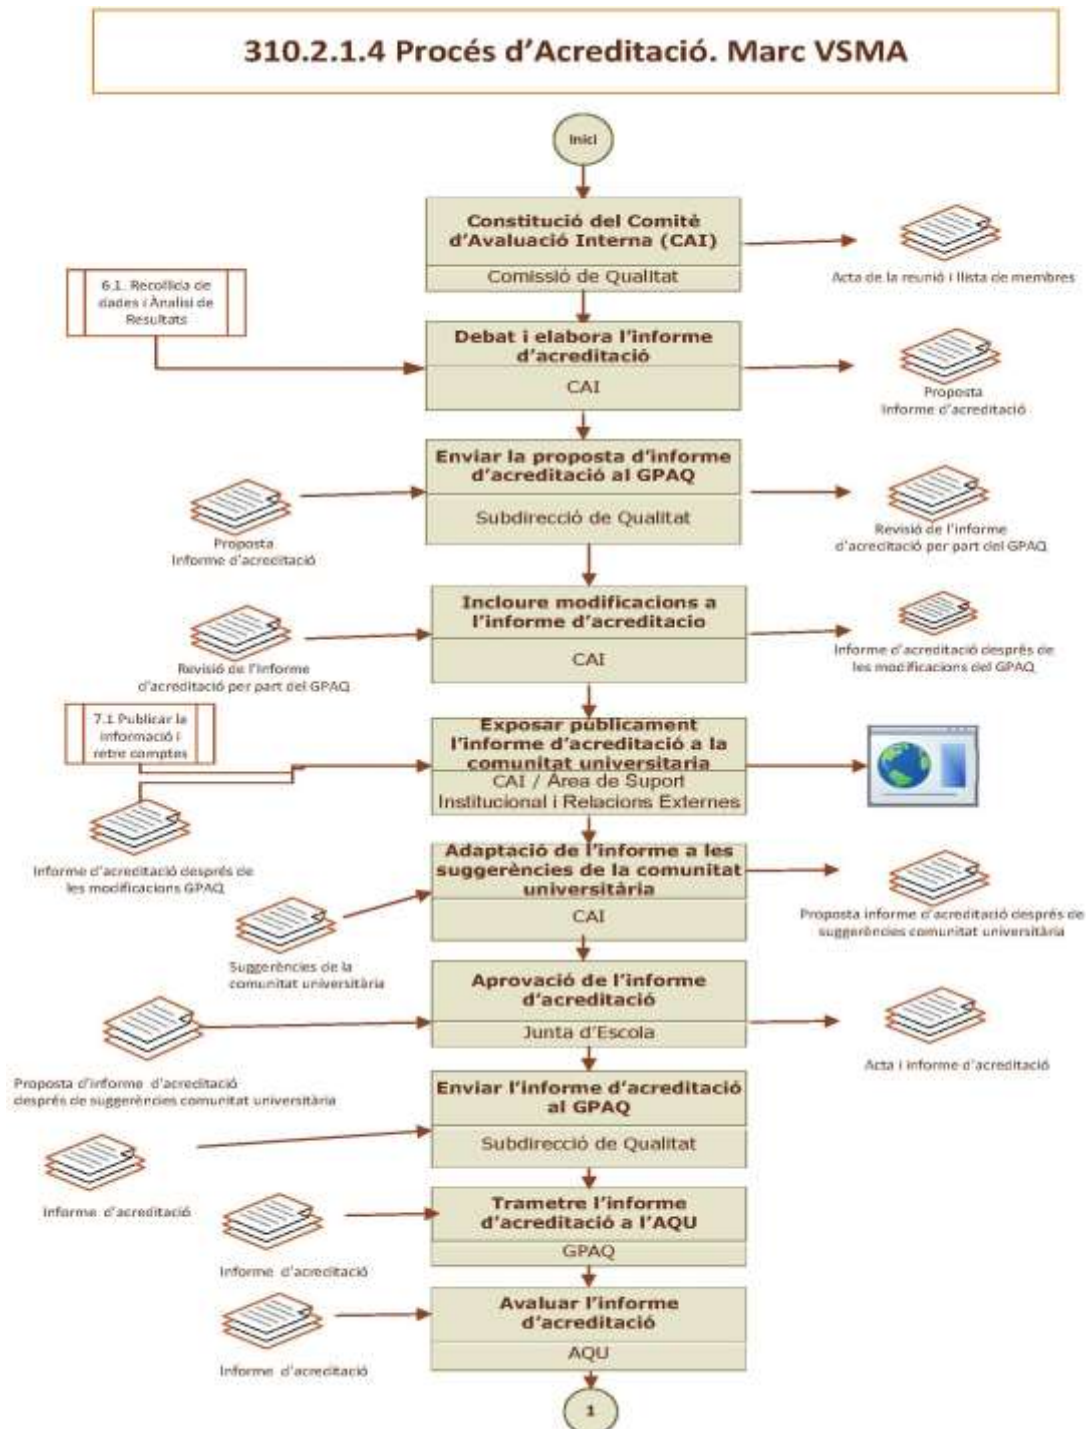 310.2.1.4 Procés d'Acreditació. Marc VSMA
Inici
Constitució del Comitè
d'Avaluació Interna (CAI)
Comissió de Qualitat
Acta de la reunió i llista de membres
6.1. Recollida de
dades i Ànalisi de
Resultats
Debat i elabora l'informe
d'acreditació
CAI
Proposta
Informe d'acreditació
Enviar la proposta d'informe
d'acreditació al GPAQ
Subdirecció de Qualitat
Proposta
Informe d'acreditació
Revisió de l'informe
d'acreditació per part del GPAQ
Incloure modificacions a
l'informe d'acreditacio
CAI
Revisió de l'Informe
d'acreditació per part del GPAQ
Informe d'acreditació després de
les modificacions del GPAQ
7.1 Publicar la
informació i
retre comptes
Exposar públicament
l'informe d'acreditació a la
comunitat universitaria
CAI / Àrea de Suport
Institucional i Relacions Externes
Informe d'acreditació després de
les modificacions GPAQ
Adaptació de l'informe a les
suggerències de la comunitat
universitària
CAI
Suggerències de la
comunitat universitària
Proposta informe d'acreditació després de
suggerències comunitat universitària
Aprovació de l'informe
d'acreditació
Junta d'Escola
Proposta d'informe d'acreditació
després de suggerències comunitat universitària
Acta i informe d'acreditació
Enviar l'informe d'acreditació
al GPAQ
Subdirecció de Qualitat
Informe d'acreditació
Trametre l'informe
d'acreditació a l'AQU
GPAQ
Informe d'acreditació
Avaluar l'informe
d'acreditació
AQU
Informe d'acreditació
1